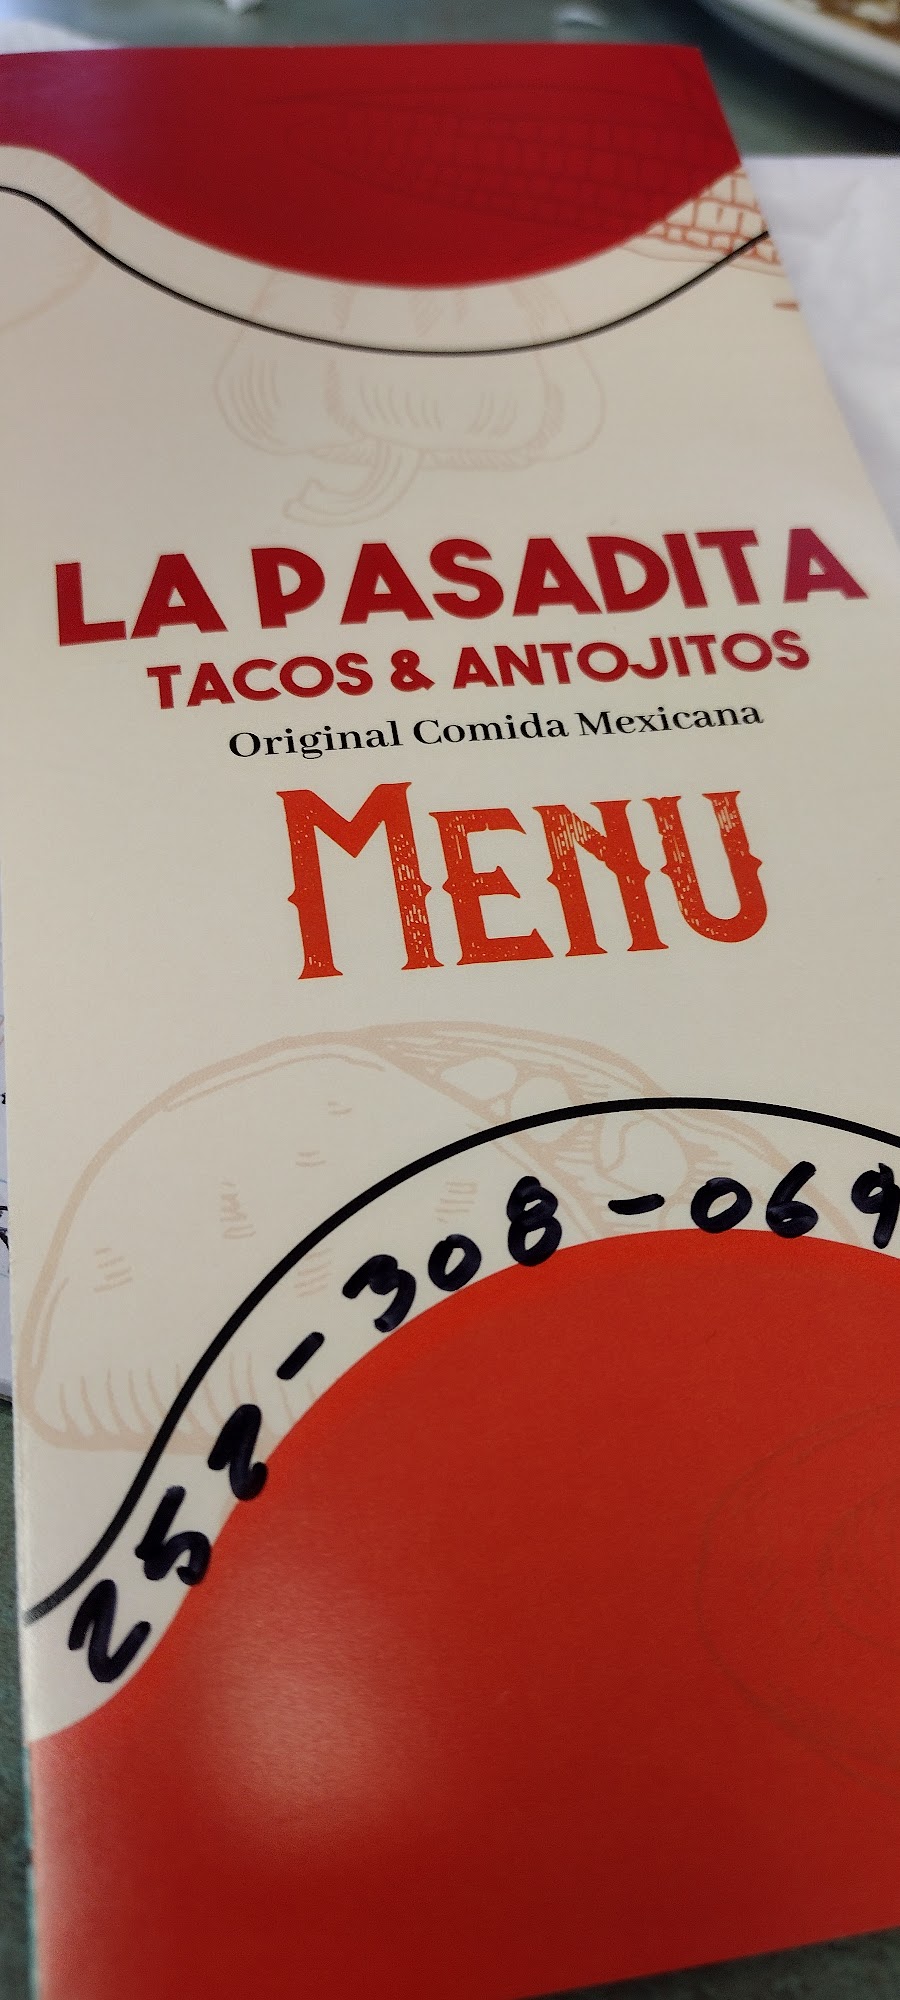 LA PASADITA
TACOS & ANTOJITOS
Original Comida Mexicana
MENU
252-308-069